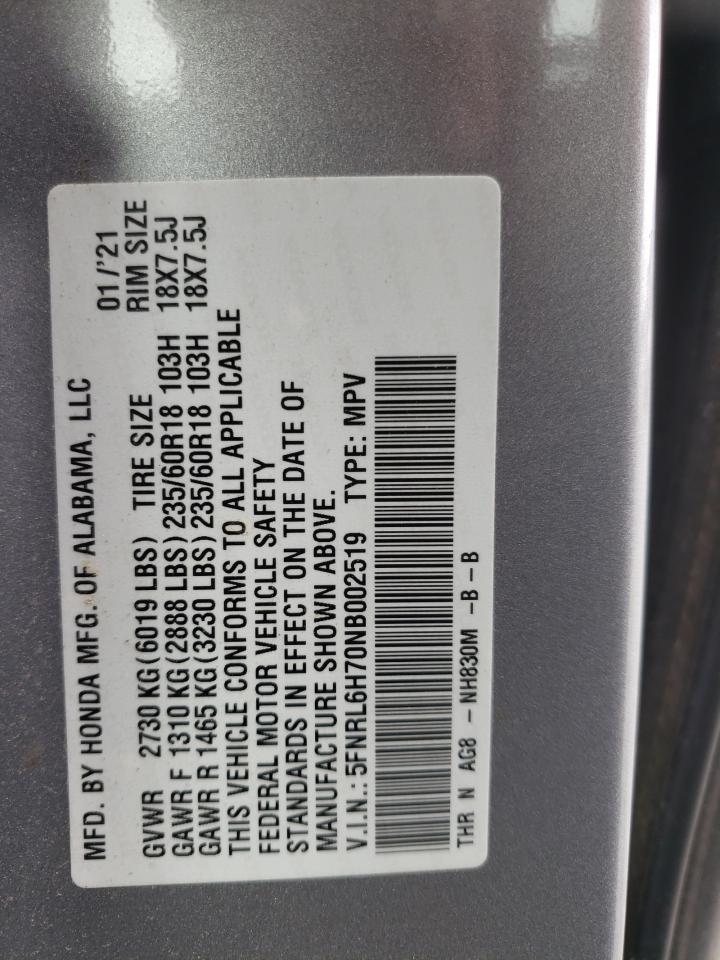 MFD. BY HONDA MFG. OF ALABAMA, LLC 01/'21
GVWR 2730 KG(6019 LBS) TIRE SIZE RIM SIZE
GAWR F 1310 KG(2888 LBS)235/60R18 103H 18X7.5J
GAWR R 1465 KG(3230 LBS)235/60R18 103H 18X7.5J
THIS VEHICLE CONFORMS TO ALL APPLICABLE
FEDERAL MOTOR VEHICLE SAFETY
STANDARDS IN EFFECT ON THE DATE OF
MANUFACTURE SHOWN ABOVE.
V.I.N.: 5FNRL6H70NB002519 TYPE: MPV
THR N AG8 - NH830M -B-B